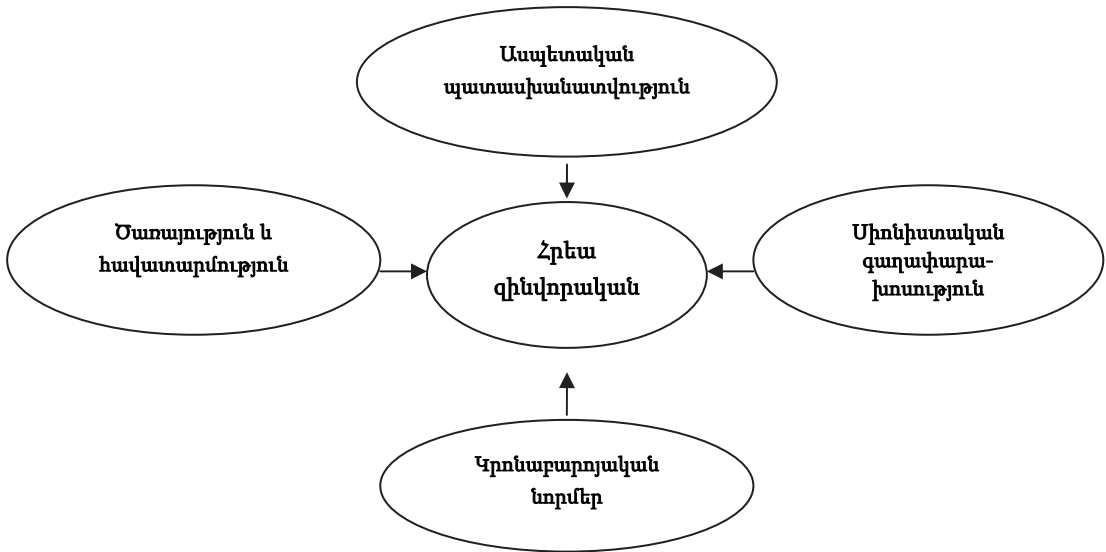 Ասպետական
պատասխանատվություն
Ծառայություն և
հավատարմություն
Հրեա
զինվորական
Սիոնիստական
գաղափարա-
խոսություն
Կրոնաբարոյական
նորմեր